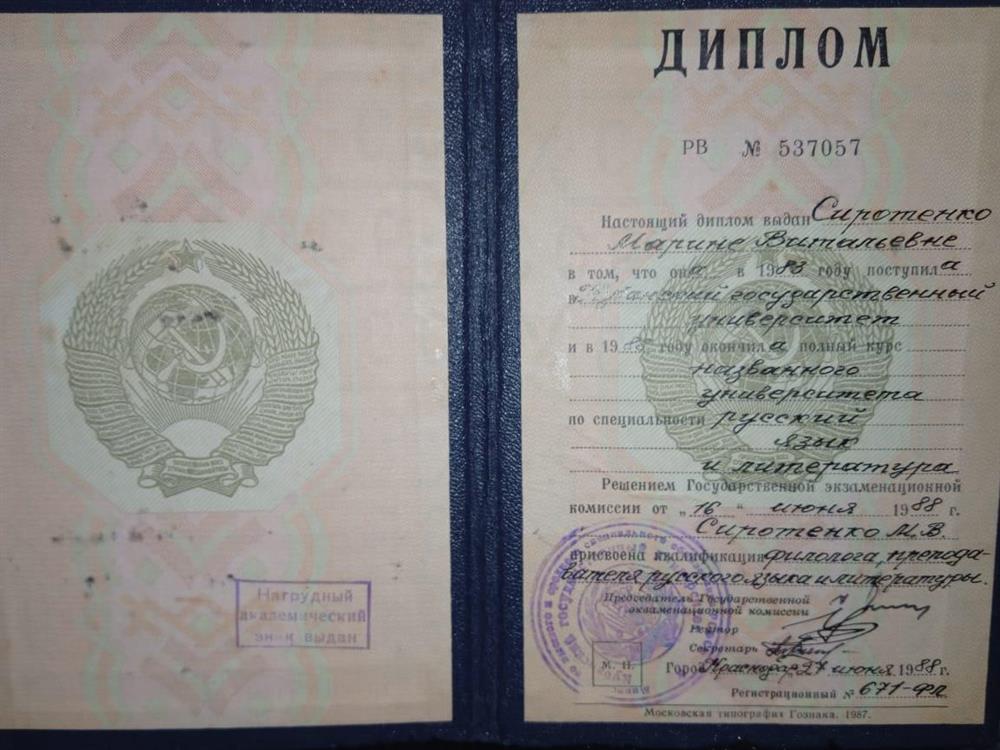 Нагрудный
академический
знак выдан
ДИПЛОМ
РВ № 537057
Настоящий диплом выдан Сиротенко
Марине Витальевне
в том, что она в 1983 году поступила
в Кубанский государственный
университет
и в 1988 году окончила полный курс
названного
университета
по специальности русский
язык
и литература
Решением Государственной экзаменационной
комиссии от „16“ июня 1988 г.
Сиротенко М.В.
присвоена квалификация филолога, препода-
вателя русского языка и литературы.
Председатель Государственной
экзаменационной комиссии
Ректор
Секретарь
М. П.
Город Краснодар 27 июня 1988 г.
Регистрационный № 671-фл
Московская типография Гознака. 1987.